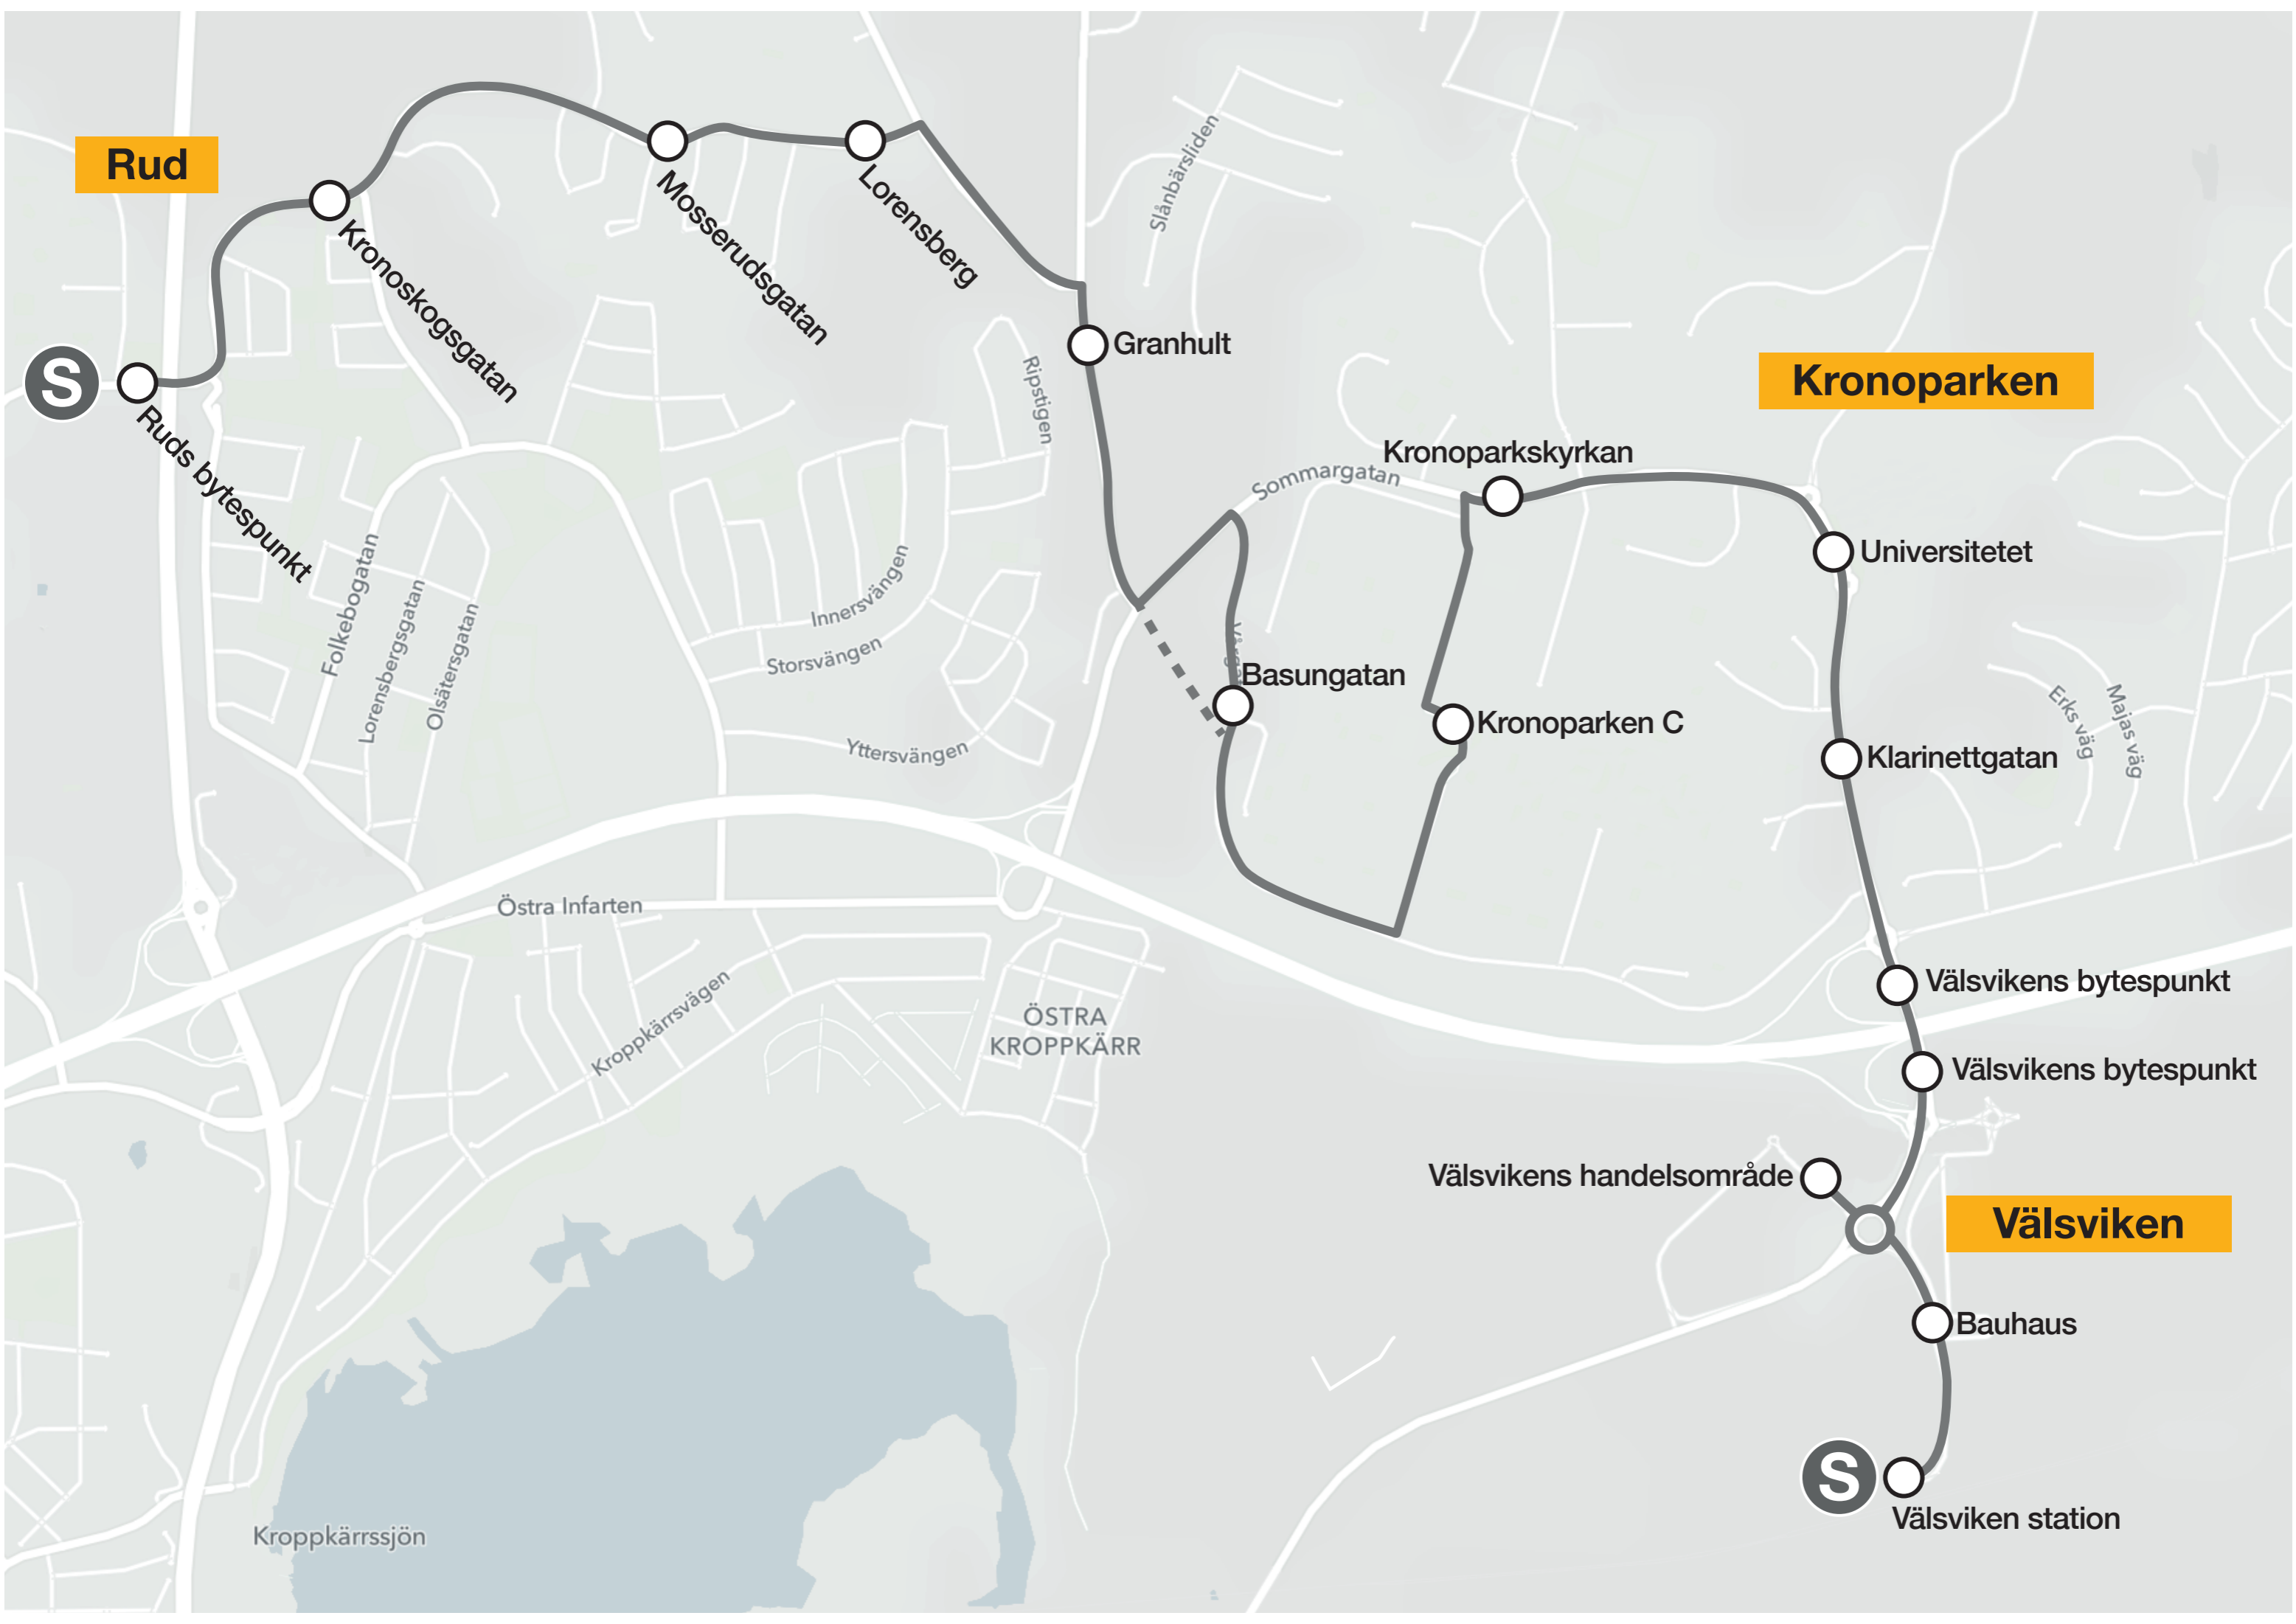 Rud
S
Ruds bytespunkt
Kronoskogsgatan
Mosserudsgatan
Lorensberg
Granhult
Slånbärsliden
Ripstigen
Kronoparken
Kronoparkskyrkan
Sommargatan
Universitetet
Folkebogatan
Lorensbergsgatan
Olsätersgatan
Innersvängen
Storsvängen
Yttersvängen
Basungatan
Kronoparken C
Klarinettgatan
Erks väg
Majas väg
Östra Infarten
Kroppkärrsvägen
ÖSTRA
KROPPKÄRR
Välsvikens bytespunkt
Välsvikens bytespunkt
Välsvikens handelsområde
Välsviken
Bauhaus
S
Välsviken station
Kroppkärrssjön